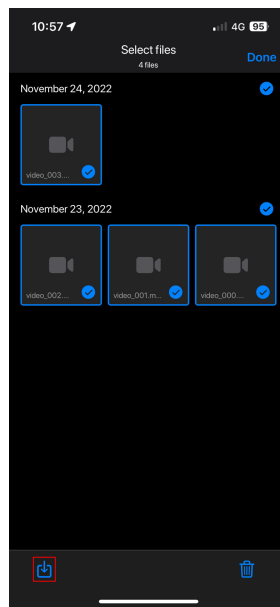 10:57 4G 95
Select files
4 files
Done
November 24, 2022
video_003....
November 23, 2022
video_002... video_001.m... video_000....